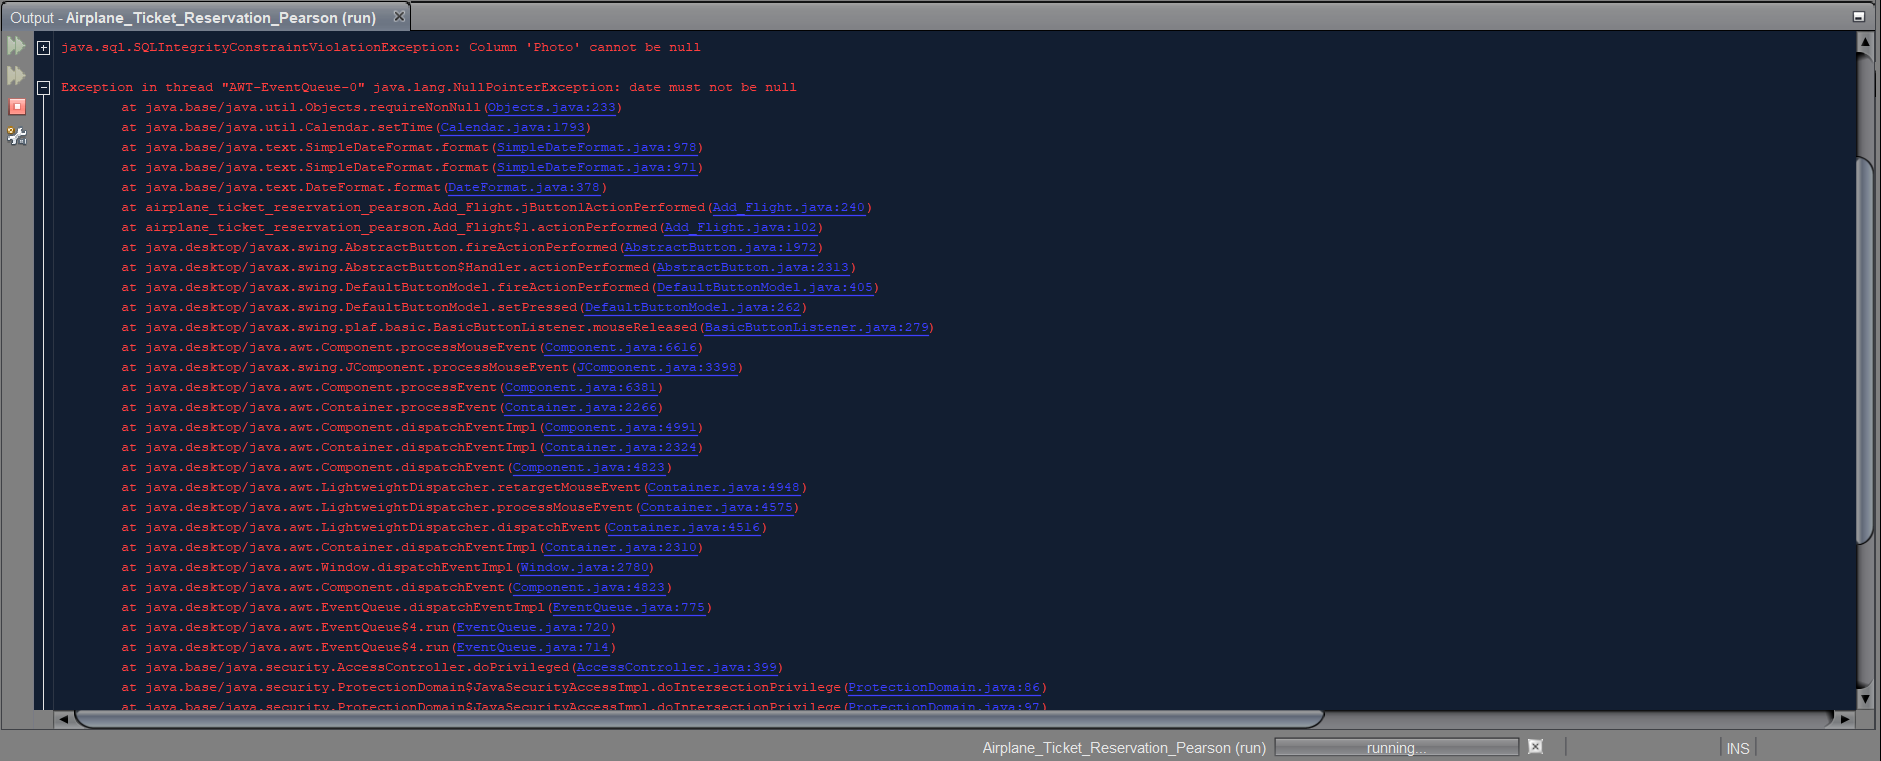 Output - Airplane_Ticket_Reservation_Pearson (run)
java.sql.SQLIntegrityConstraintViolationException: Column 'Photo' cannot be null
Exception in thread "AWT-EventQueue-0" java.lang.NullPointerException: date must not be null
at java.base/java.util.Objects.requireNonNull(Objects.java:233)
at java.base/java.util.Calendar.setTime(Calendar.java:1793)
at java.base/java.text.SimpleDateFormat.format(SimpleDateFormat.java:978)
at java.base/java.text.SimpleDateFormat.format(SimpleDateFormat.java:971)
at java.base/java.text.DateFormat.format(DateFormat.java:378)
at airplane_ticket_reservation_pearson.Add_Flight.jButton1ActionPerformed(Add_Flight.java:240)
at airplane_ticket_reservation_pearson.Add_Flight$1.actionPerformed(Add_Flight.java:102)
at java.desktop/javax.swing.AbstractButton.fireActionPerformed(AbstractButton.java:1972)
at java.desktop/javax.swing.AbstractButton$Handler.actionPerformed(AbstractButton.java:2313)
at java.desktop/javax.swing.DefaultButtonModel.fireActionPerformed(DefaultButtonModel.java:405)
at java.desktop/javax.swing.DefaultButtonModel.setPressed(DefaultButtonModel.java:262)
at java.desktop/javax.swing.plaf.basic.BasicButtonListener.mouseReleased(BasicButtonListener.java:279)
at java.desktop/java.awt.Component.processMouseEvent(Component.java:6616)
at java.desktop/javax.swing.JComponent.processMouseEvent(JComponent.java:3398)
at java.desktop/java.awt.Component.processEvent(Component.java:6381)
at java.desktop/java.awt.Container.processEvent(Container.java:2266)
at java.desktop/java.awt.Component.dispatchEventImpl(Component.java:4991)
at java.desktop/java.awt.Container.dispatchEventImpl(Container.java:2324)
at java.desktop/java.awt.Component.dispatchEvent(Component.java:4823)
at java.desktop/java.awt.LightweightDispatcher.retargetMouseEvent(Container.java:4948)
at java.desktop/java.awt.LightweightDispatcher.processMouseEvent(Container.java:4575)
at java.desktop/java.awt.LightweightDispatcher.dispatchEvent(Container.java:4516)
at java.desktop/java.awt.Container.dispatchEventImpl(Container.java:2310)
at java.desktop/java.awt.Window.dispatchEventImpl(Window.java:2780)
at java.desktop/java.awt.Component.dispatchEvent(Component.java:4823)
at java.desktop/java.awt.EventQueue.dispatchEventImpl(EventQueue.java:775)
at java.desktop/java.awt.EventQueue$4.run(EventQueue.java:720)
at java.desktop/java.awt.EventQueue$4.run(EventQueue.java:714)
at java.base/java.security.AccessController.doPrivileged(AccessController.java:399)
at java.base/java.security.ProtectionDomain$JavaSecurityAccessImpl.doIntersectionPrivilege(ProtectionDomain.java:86)
at java.base/java.security.ProtectionDomain$JavaSecurityAccessImpl.doIntersectionPrivilege(ProtectionDomain.java:97)
Airplane_Ticket_Reservation_Pearson (run) running... INS